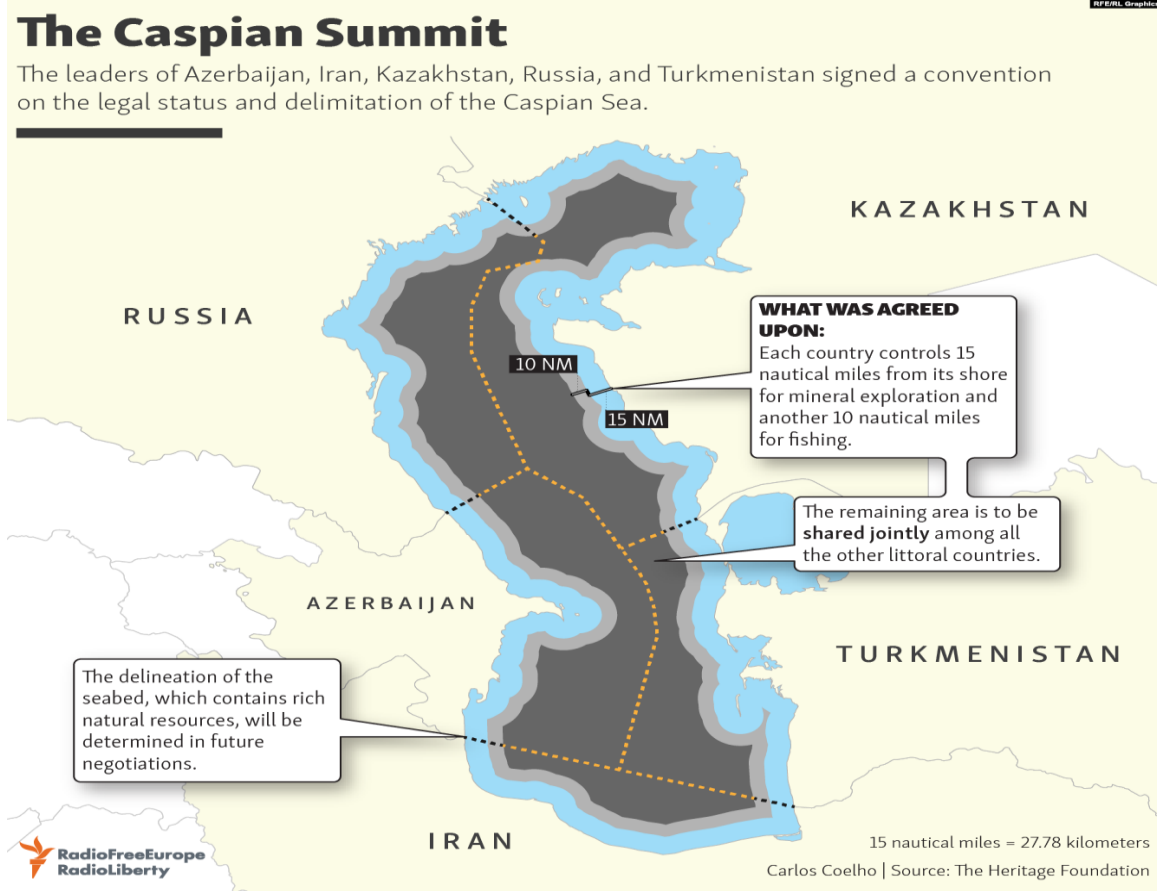 RFE/RL Graphics
The Caspian Summit
The leaders of Azerbaijan, Iran, Kazakhstan, Russia, and Turkmenistan signed a convention
on the legal status and delimitation of the Caspian Sea.
KAZAKHSTAN
RUSSIA
WHAT WAS AGREED
UPON:
Each country controls 15
nautical miles from its shore
for mineral exploration and
another 10 nautical miles
for fishing.
10 NM
15 NM
The remaining area is to be
shared jointly among all
the other littoral countries.
AZERBAIJAN
TURKMENISTAN
The delineation of the
seabed, which contains rich
natural resources, will be
determined in future
negotiations.
IRAN
15 nautical miles = 27.78 kilometers
RadioFreeEurope
RadioLiberty
Carlos Coelho | Source: The Heritage Foundation